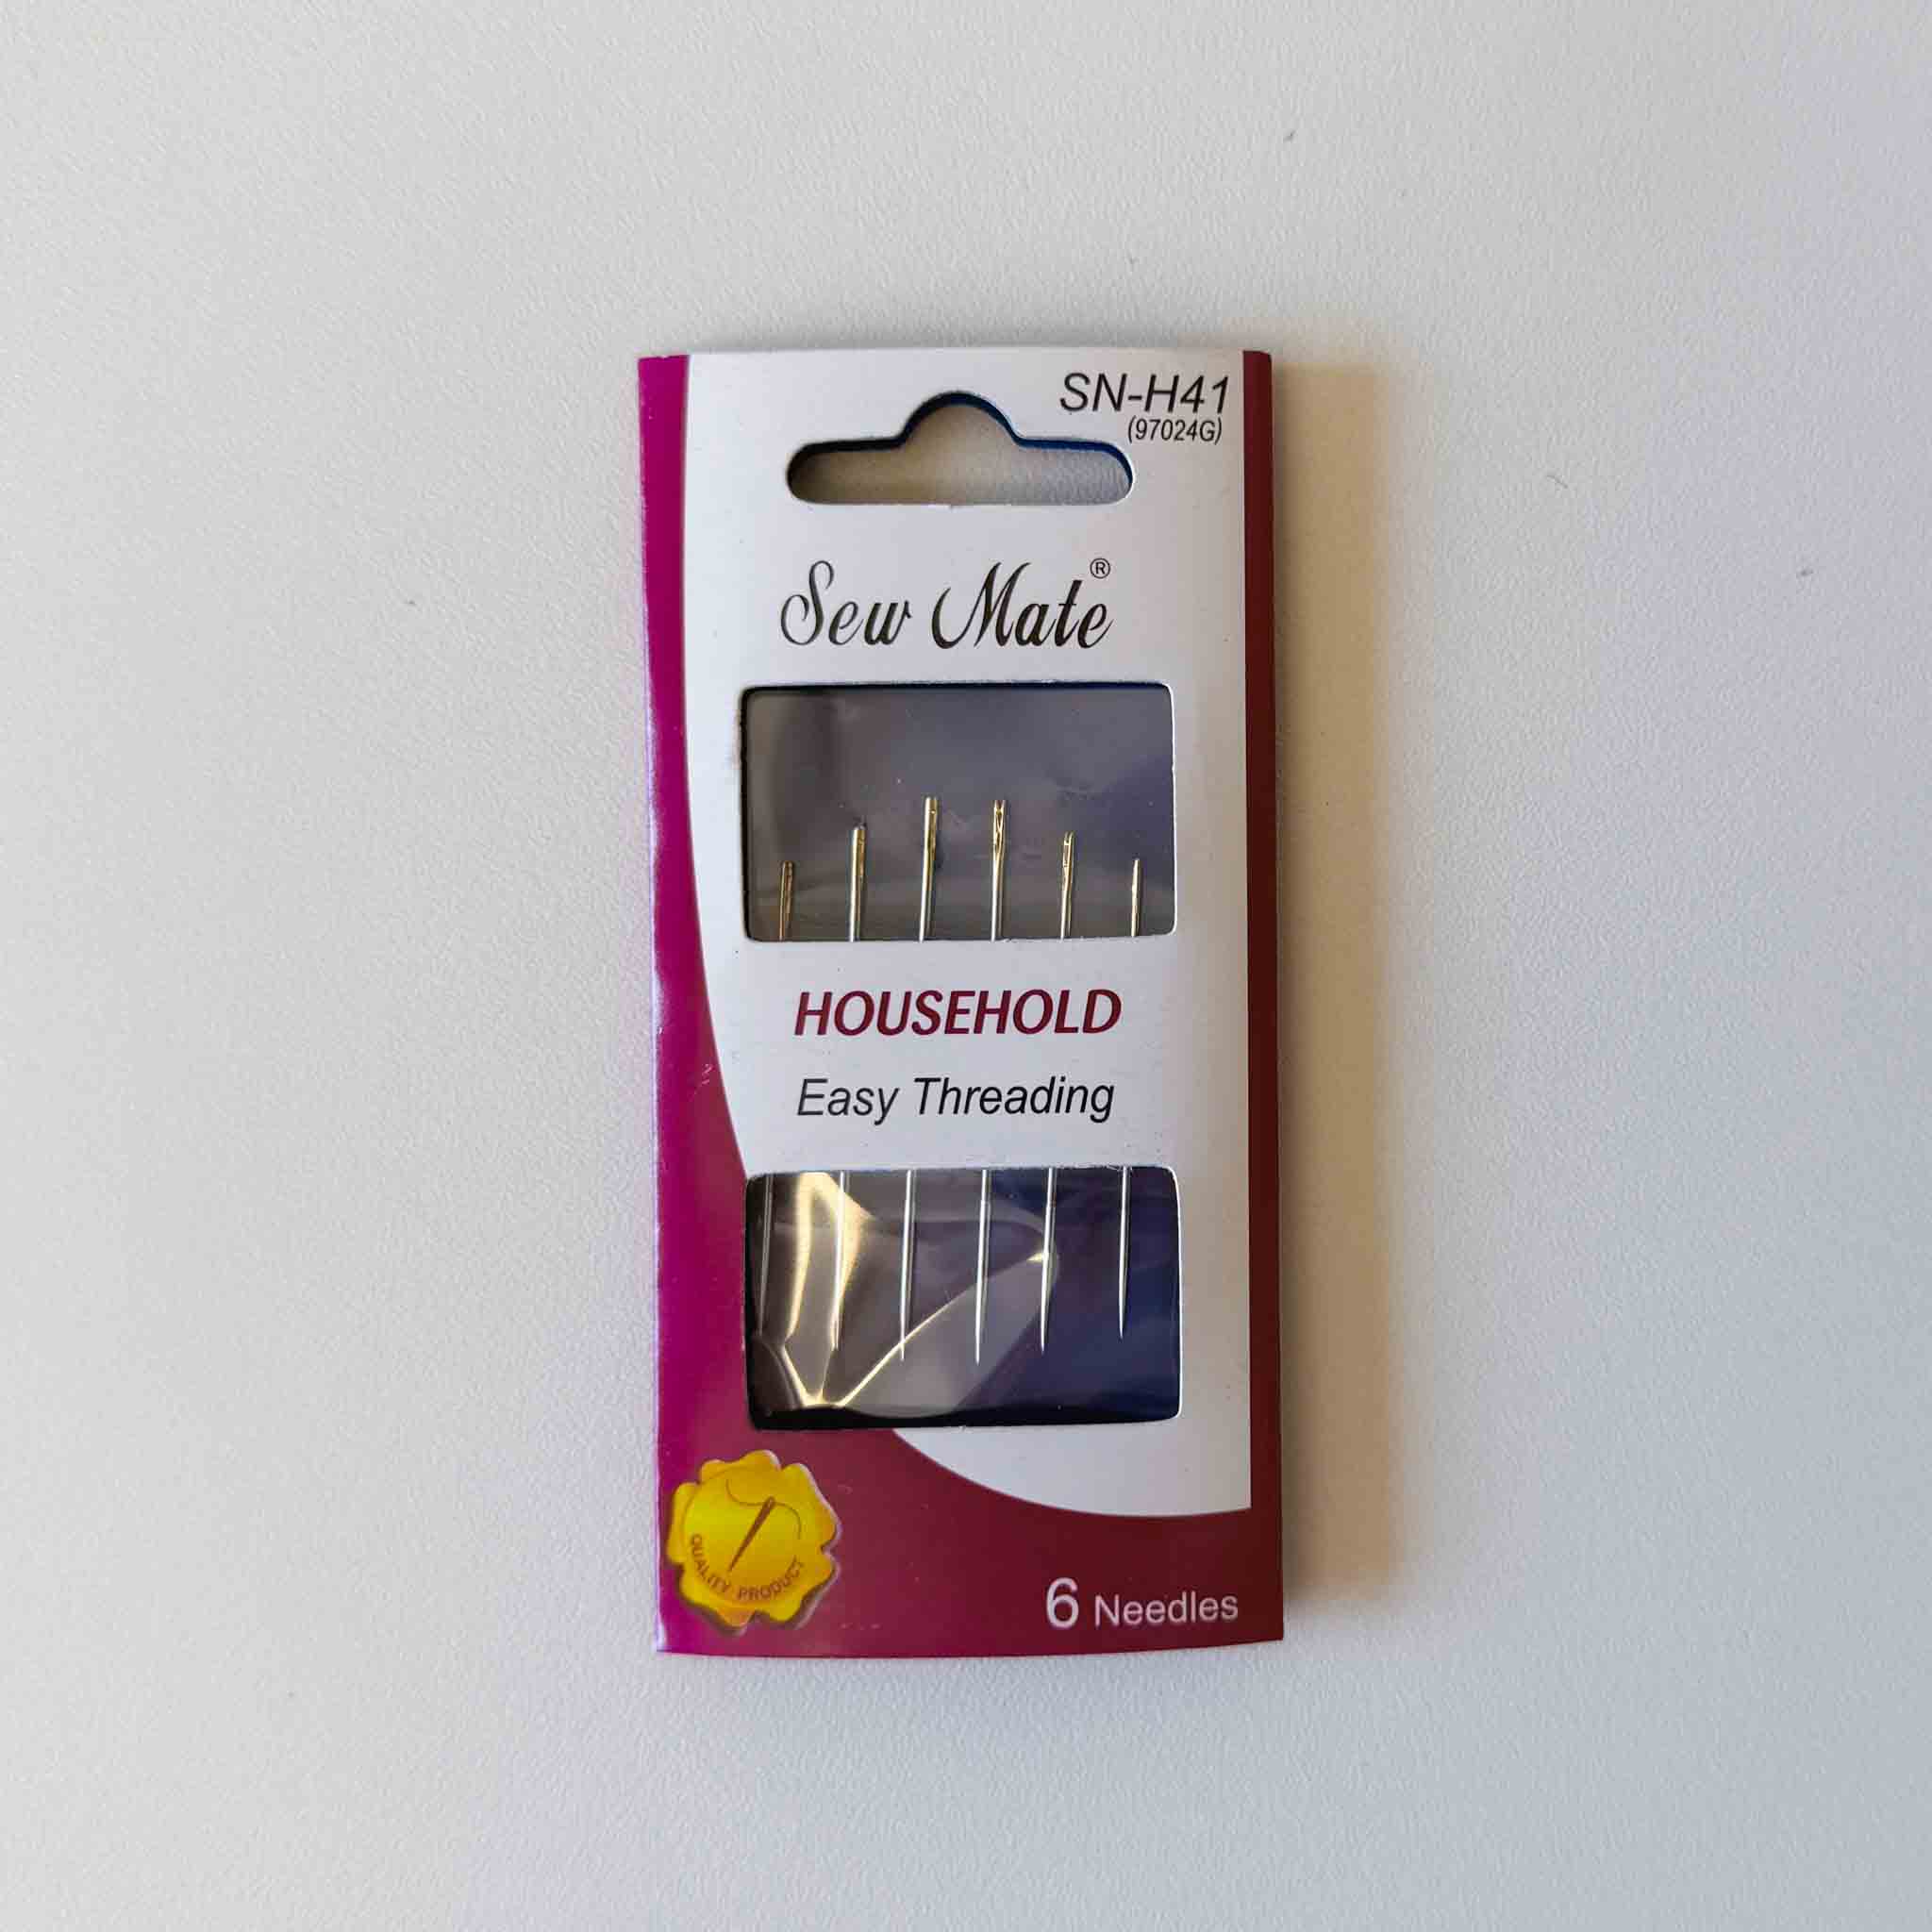 SN-H41
(97024G)
Sew Mate®
HOUSEHOLD
Easy Threading
QUALITY PRODUCT
6 Needles